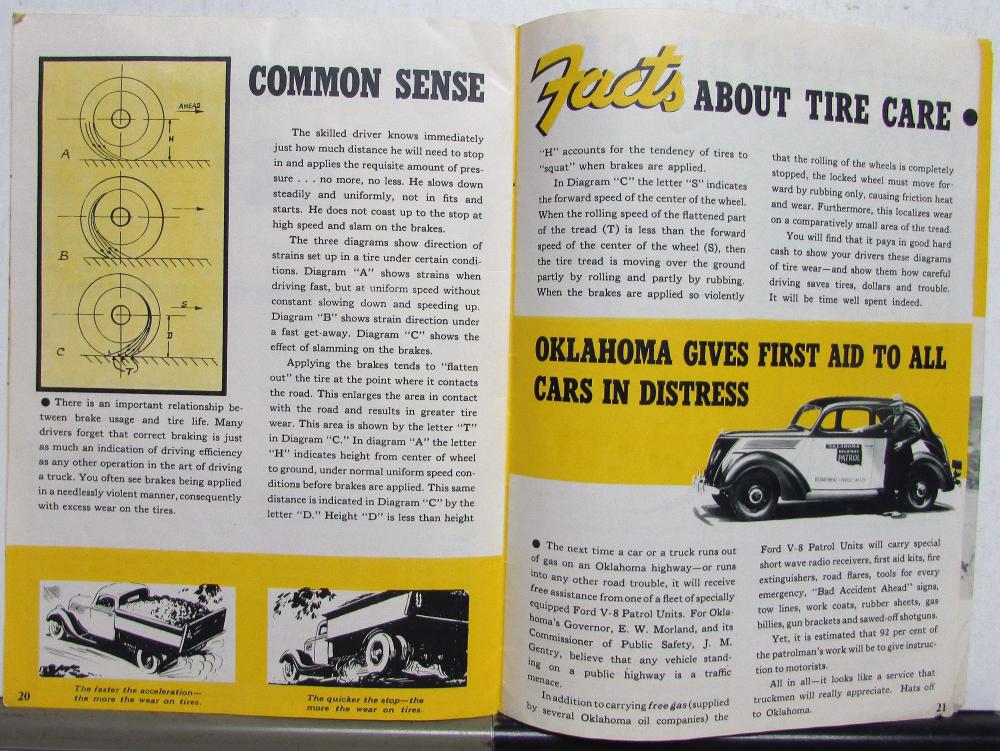 COMMON SENSE
A
AHEAD
H
B
C
S
D
T
● There is an important relationship be-
tween brake usage and tire life. Many
drivers forget that correct braking is just
as much an indication of driving efficiency
as any other operation in the art of driving
a truck. You often see brakes being applied
in a needlessly violent manner, consequently
with excess wear on the tires.
The skilled driver knows immediately
just how much distance he will need to stop
in and applies the requisite amount of pres-
sure . . . no more, no less. He slows down
steadily and uniformly, not in fits and
starts. He does not coast up to the stop at
high speed and slam on the brakes.
The three diagrams show direction of
strains set up in a tire under certain condi-
tions. Diagram "A" shows strains when
driving fast, but at uniform speed without
constant slowing down and speeding up.
Diagram "B" shows strain direction under
a fast get-away. Diagram "C" shows the
effect of slamming on the brakes.
Applying the brakes tends to "flatten
out" the tire at the point where it contacts
the road. This enlarges the area in contact
with the road and results in greater tire
wear. This area is shown by the letter "T"
in Diagram "C." In diagram "A" the letter
"H" indicates height from center of wheel
to ground, under normal uniform speed con-
ditions before brakes are applied. This same
distance is indicated in Diagram "C" by the
letter "D." Height "D" is less than height
The faster the acceleration—
the more the wear on tires.
The quicker the stop—the
more the wear on tires.
20
Facts ABOUT TIRE CARE ●
"H" accounts for the tendency of tires to
"squat" when brakes are applied.
In Diagram "C" the letter "S" indicates
the forward speed of the center of the wheel.
When the rolling speed of the flattened part
of the tread (T) is less than the forward
speed of the center of the wheel (S), then
the tire tread is moving over the ground
partly by rolling and partly by rubbing.
When the brakes are applied so violently
that the rolling of the wheels is completely
stopped, the locked wheel must move for-
ward by rubbing only, causing friction heat
and wear. Furthermore, this localizes wear
on a comparatively small area of the tread.
You will find that it pays in good hard
cash to show your drivers these diagrams
of tire wear—and show them how careful
driving saves tires, dollars and trouble.
It will be time well spent indeed.
OKLAHOMA GIVES FIRST AID TO ALL
CARS IN DISTRESS
OKLAHOMA
HIGHWAY
PATROL
DEPARTMENT OF PUBLIC SAFETY
● The next time a car or a truck runs out
of gas on an Oklahoma highway—or runs
into any other road trouble, it will receive
free assistance from one of a fleet of specially
equipped Ford V-8 Patrol Units. For Okla-
homa's Governor, E. W. Morland, and its
Commissioner of Public Safety, J. M.
Gentry, believe that any vehicle stand-
ing on a public highway is a traffic
menace.
In addition to carrying free gas (supplied
by several Oklahoma oil companies) the
Ford V-8 Patrol Units will carry special
short wave radio receivers, first aid kits, fire
extinguishers, road flares, tools for every
emergency, "Bad Accident Ahead" signs,
tow lines, work coats, rubber sheets, gas
billies, gun brackets and sawed-off shotguns.
Yet, it is estimated that 92 per cent of
the patrolman's work will be to give instruc-
tion to motorists.
All in all—it looks like a service that
truckmen will really appreciate. Hats off
to Oklahoma.
21